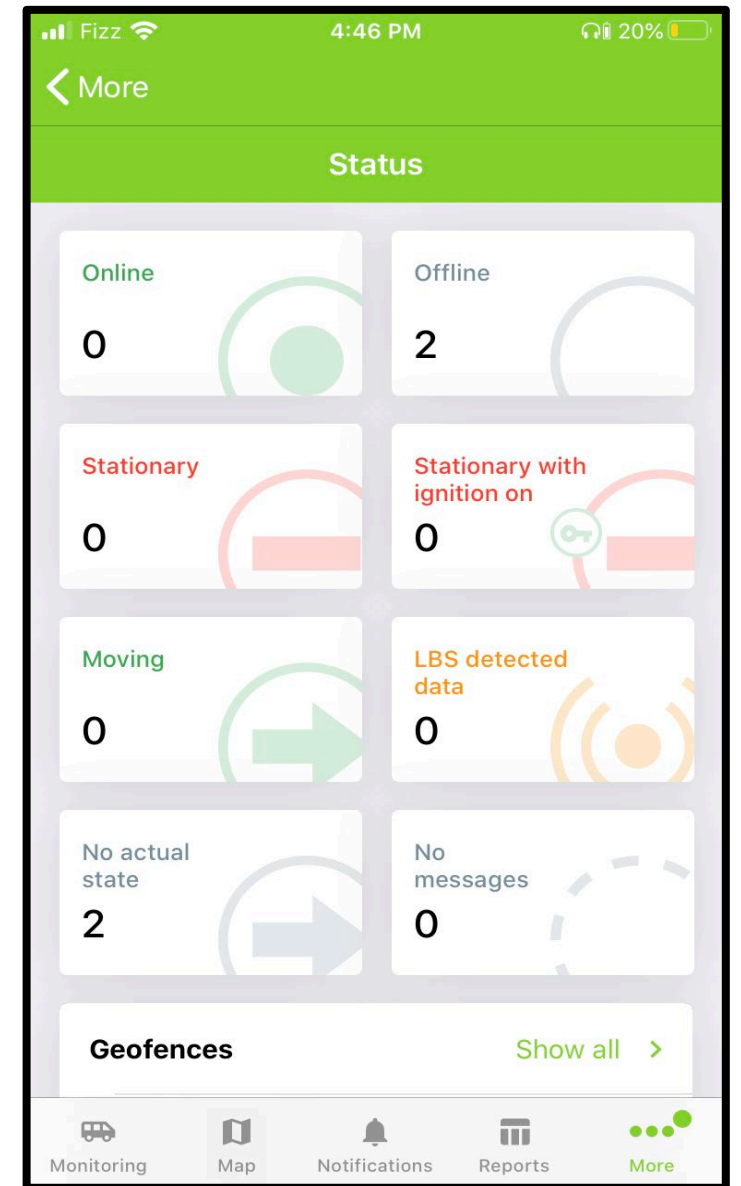 Fizz 4:46 PM 20%
More
Status
Online
0
Offline
2
Stationary
0
Stationary with
ignition on
0
Moving
0
LBS detected
data
0
No actual
state
2
No
messages
0
Geofences Show all
Monitoring Map Notifications Reports More